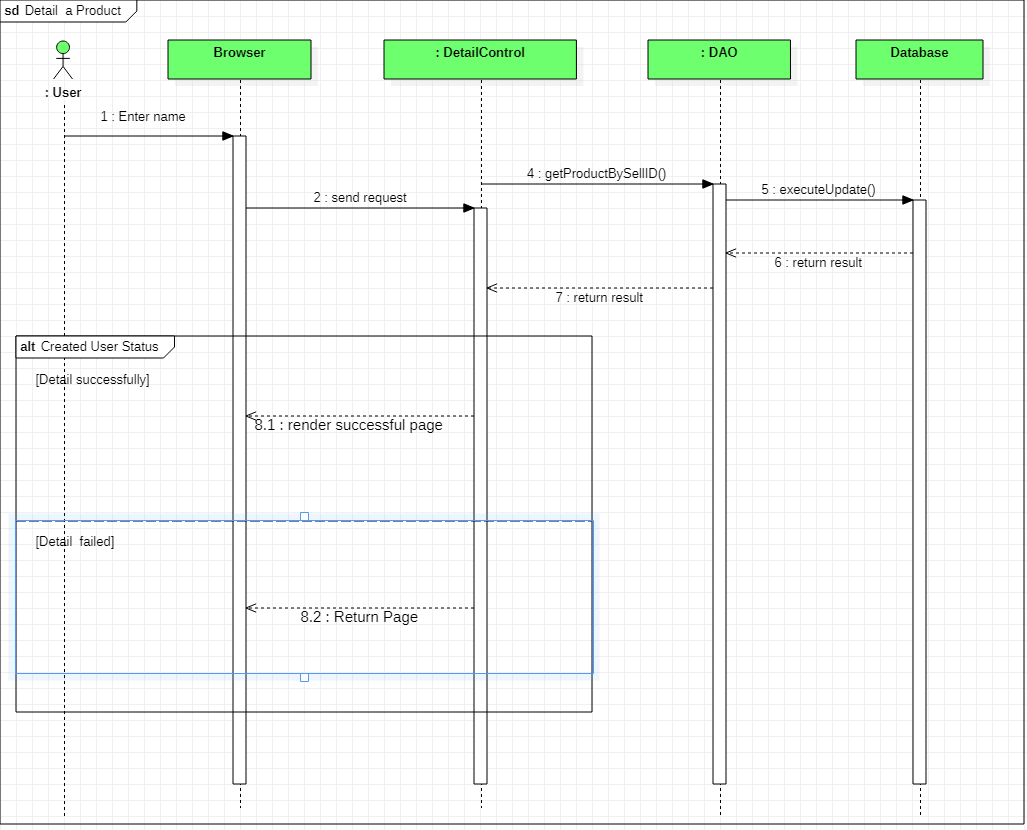 sd Detail a Product
Browser
: DetailControl
: DAO
Database
: User
1 : Enter name
4 : getProductBySellID()
5 : executeUpdate()
2 : send request
6 : return result
7 : return result
alt Created User Status
[Detail successfully]
8.1 : render successful page
[Detail failed]
8.2 : Return Page